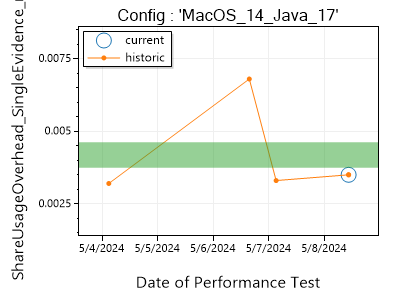 Config : 'MacOS_14_Java_17'
current
historic
0.0075
0.005
0.0025
5/4/2024
5/5/2024
5/6/2024
5/7/2024
5/8/2024
Date of Performance Test
ShareUsageOverhead_SingleEvidence_